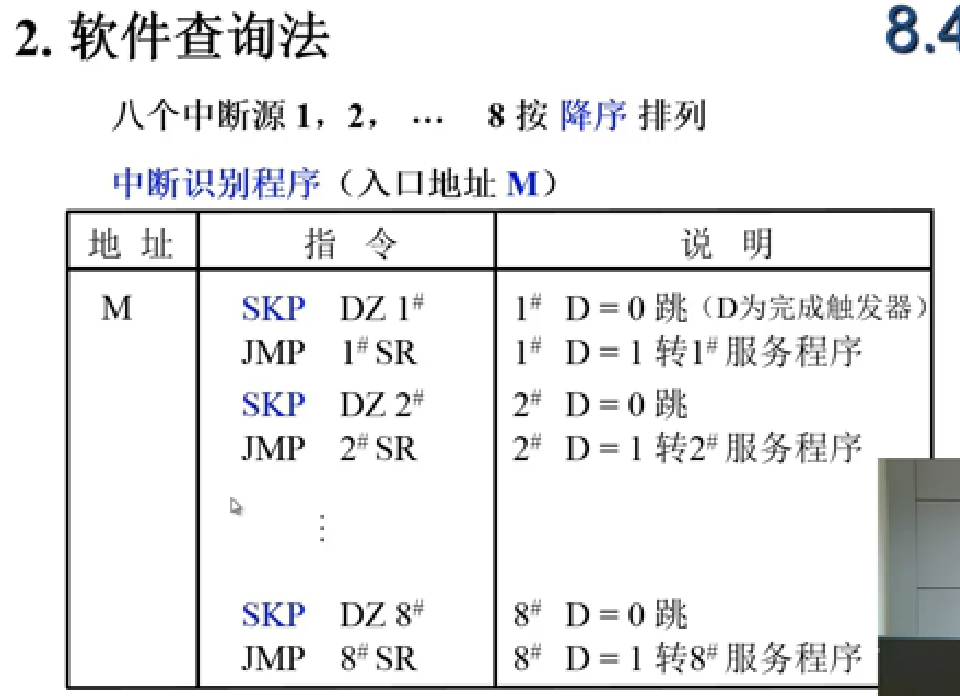 2. 软件查询法
8.4
八个中断源 1，2， … 8 按 降序 排列
中断识别程序（入口地址 M）
地 址 指 令 说 明
M SKP DZ 1# 1# D = 0 跳（D为完成触发器）
JMP 1# SR 1# D = 1 转1# 服务程序
SKP DZ 2# 2# D = 0 跳
JMP 2# SR 2# D = 1 转2# 服务程序
⋮
SKP DZ 8# 8# D = 0 跳
JMP 8# SR 8# D = 1 转8# 服务程序